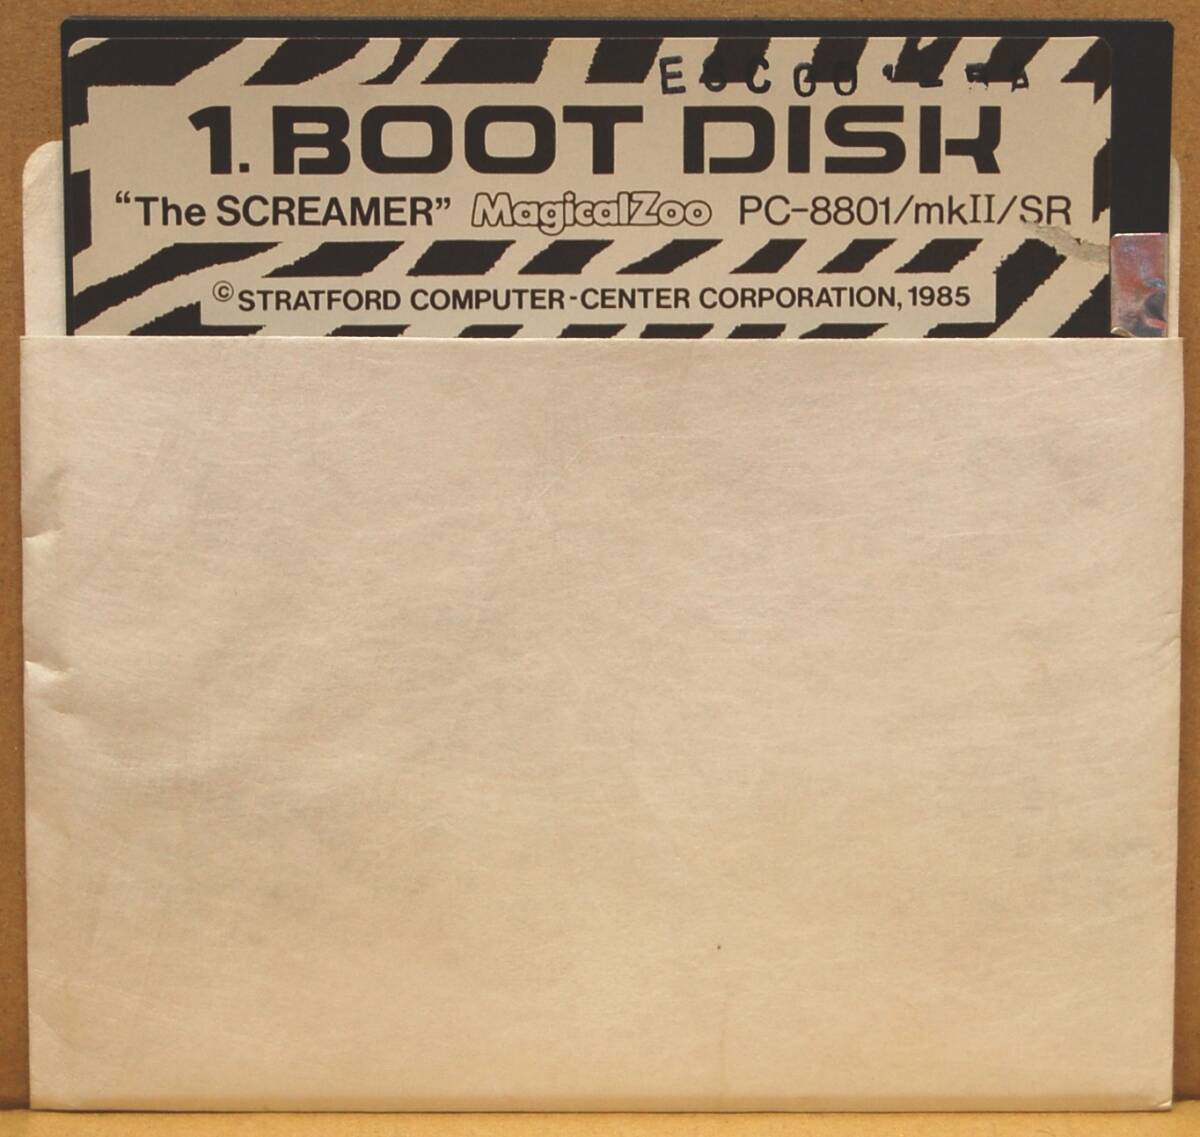 1. BOOT DISK
“The SCREAMER” MagicalZoo PC-8801/mkII/SR
© STRATFORD COMPUTER-CENTER CORPORATION, 1985